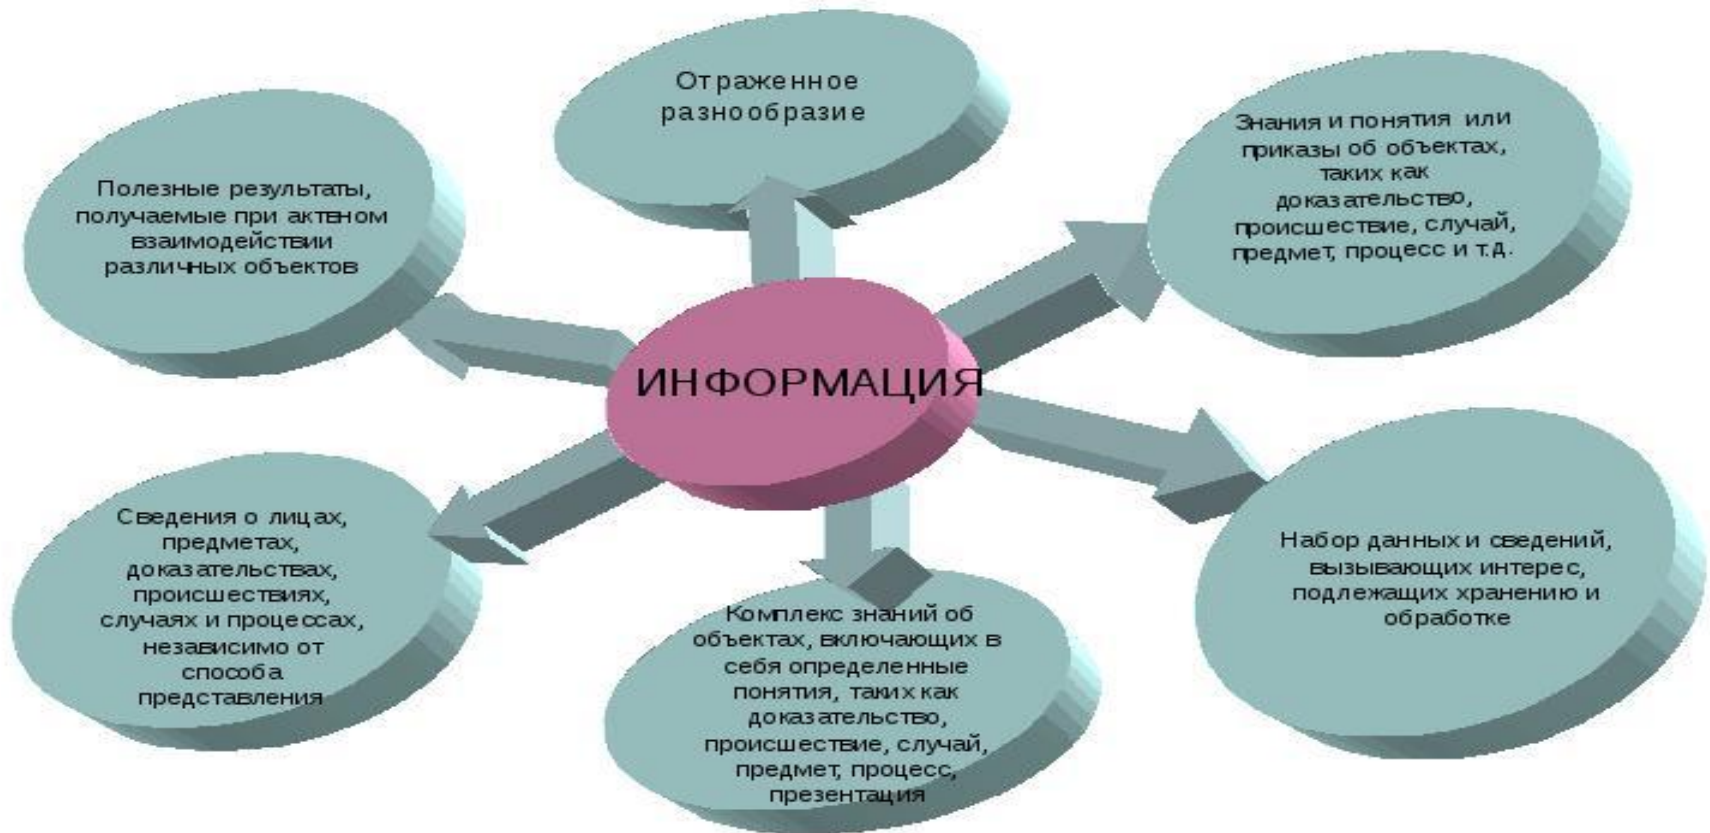 Отраженное
разнообразие
Знания и понятия или
приказы об объектах,
таких как
доказательство,
происшествие, случай,
предмет, процесс и т.д.
Полезные результаты,
получаемые при актвном
взаимодействии
различных объектов
ИНФОРМАЦИЯ
Сведения о лицах,
предметах,
доказательствах,
происшествиях,
случаях и процессах,
независимо от
способа
представления
Комплекс знаний об
объектах, включающих в
себя определенные
понятия, таких как
доказательство,
происшествие, случай,
предмет, процесс,
презентация
Набор данных и сведений,
вызывающих интерес,
подлежащих хранению и
обработке